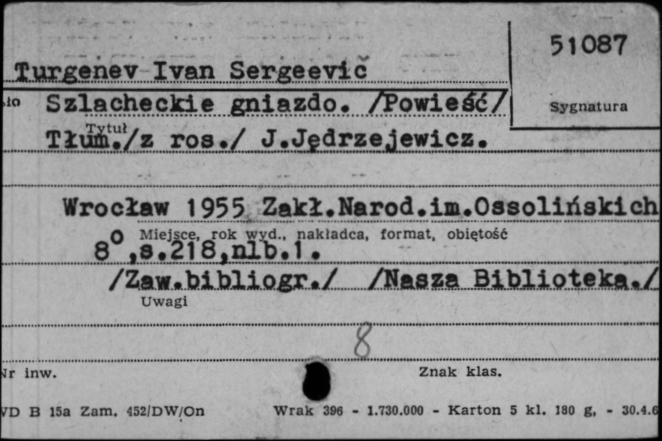 51087
Turgenev Ivan Sergeevič
Szlacheckie gniazdo. /Powieść/
Sygnatura
Tytuł
Tłum./z ros./ J.Jędrzejewicz.
Wrocław 1955 Zakł.Narod.im.Ossolińskich
Miejsce, rok wyd., nakładca, format, objętość
8°,s.218,nlb.1.
/Zaw.bibliogr./ /Nasza Biblioteka./
Uwagi
8
Nr inw.
Znak klas.
WD B 15a Zam. 452/DW/On
Wrak 396 - 1.730.000 - Karton 5 kl. 180 g, - 30.4.6